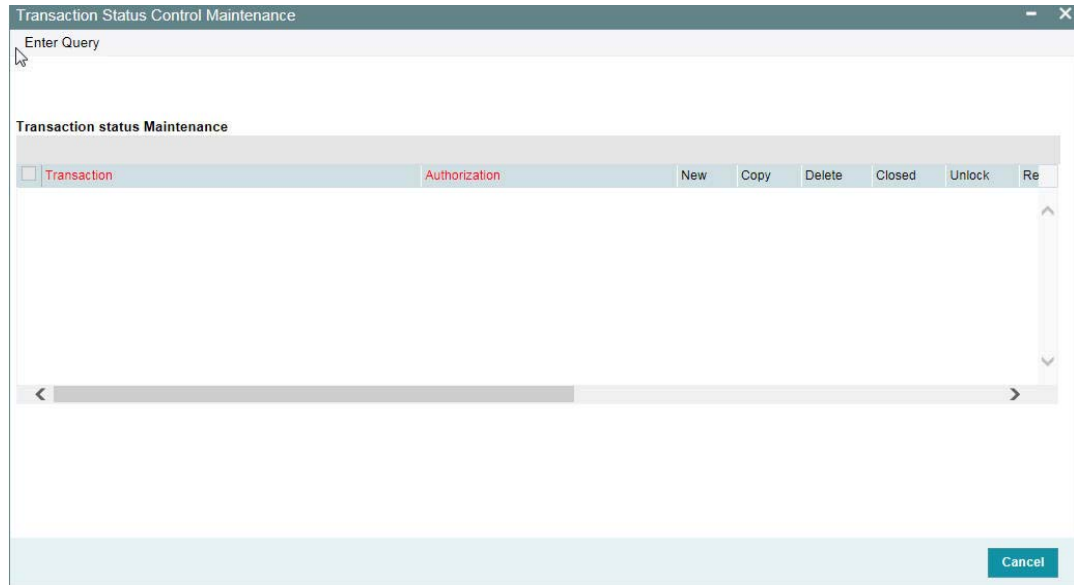 Transaction Status Control Maintenance
Enter Query
Transaction status Maintenance
Transaction Authorization New Copy Delete Closed Unlock Re
Cancel